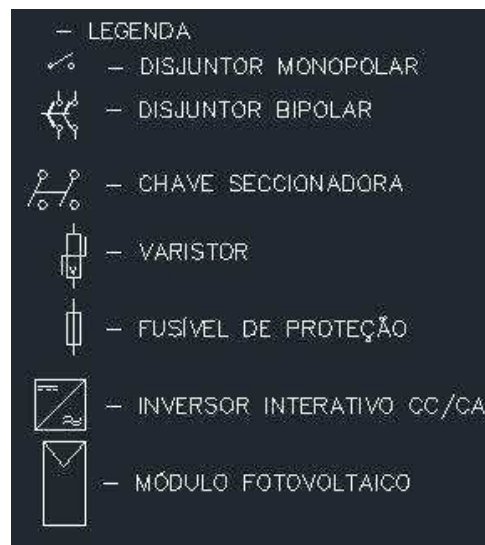 – LEGENDA
– DISJUNTOR MONOPOLAR
– DISJUNTOR BIPOLAR
– CHAVE SECCIONADORA
– VARISTOR
– FUSÍVEL DE PROTEÇÃO
– INVERSOR INTERATIVO CC/CA
– MÓDULO FOTOVOLTAICO